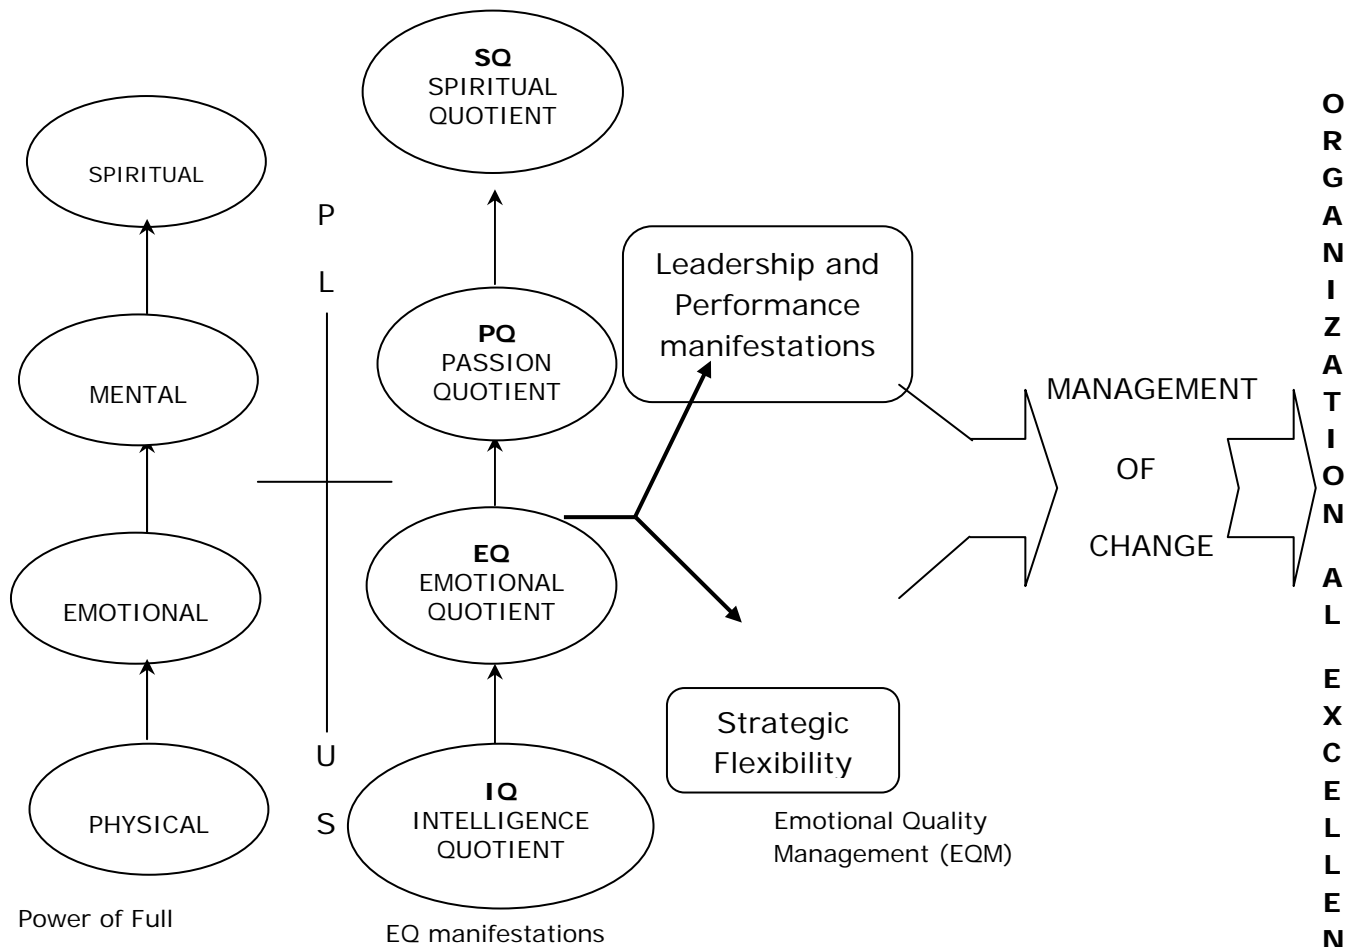 SPIRITUAL
MENTAL
EMOTIONAL
PHYSICAL
Power of Full
P
L
U
S
SQ
SPIRITUAL
QUOTIENT
PQ
PASSION
QUOTIENT
EQ
EMOTIONAL
QUOTIENT
IQ
INTELLIGENCE
QUOTIENT
EQ manifestations
Leadership and
Performance
manifestations
Strategic
Flexibility
Emotional Quality
Management (EQM)
MANAGEMENT
OF
CHANGE
O
R
G
A
N
I
Z
A
T
I
O
N
A
L
E
X
C
E
L
L
E
N